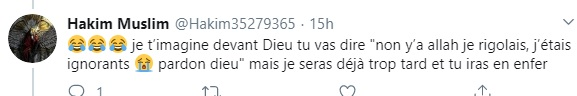 Hakim Muslim @Hakim35279365 · 15h
😂😂😂 je t'imagine devant Dieu tu vas dire "non y'a allah je rigolais, j'étais
ignorants 😭 pardon dieu" mais je seras déjà trop tard et tu iras en enfer
1